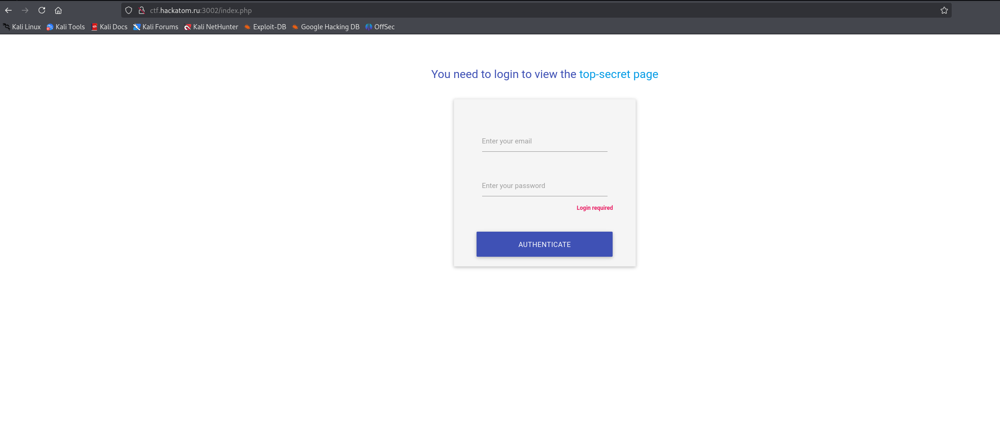 ctf.hackatom.ru:3002/index.php
Kali Linux Kali Tools Kali Docs Kali Forums Kali NetHunter Exploit-DB Google Hacking DB OffSec
You need to login to view the top-secret page
Enter your email
Enter your password
Login required
AUTHENTICATE